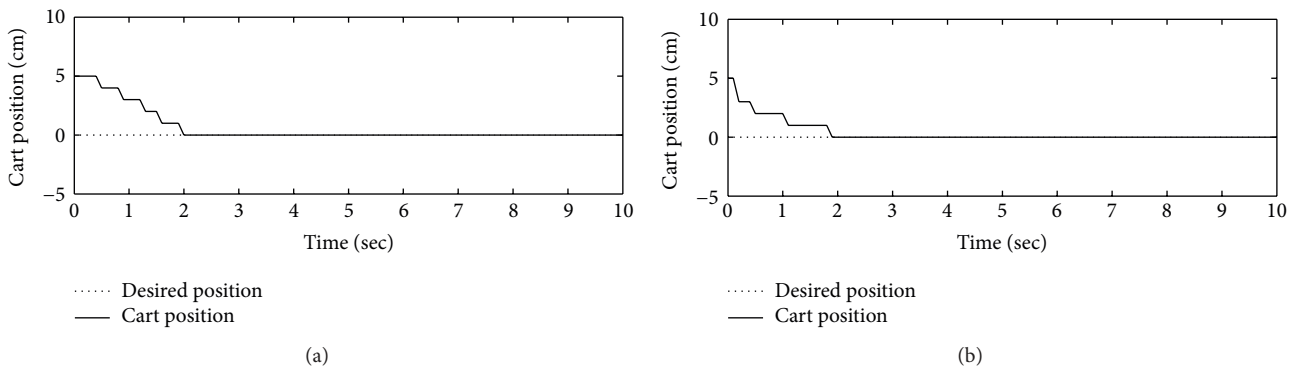 10
5
0
−5
Cart position (cm)
0 1 2 3 4 5 6 7 8 9 10
Time (sec)
Desired position
Cart position
(a)
10
5
0
−5
Cart position (cm)
0 1 2 3 4 5 6 7 8 9 10
Time (sec)
Desired position
Cart position
(b)